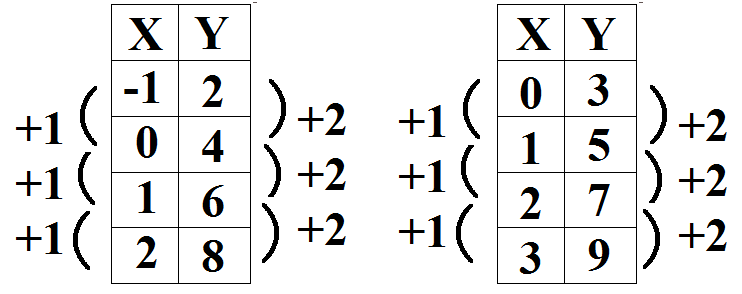 X Y X Y
-1 2 0 3
+1 +2 +1 +2
0 4 1 5
+1 +2 +1 +2
1 6 2 7
+1 +2 +1 +2
2 8 3 9